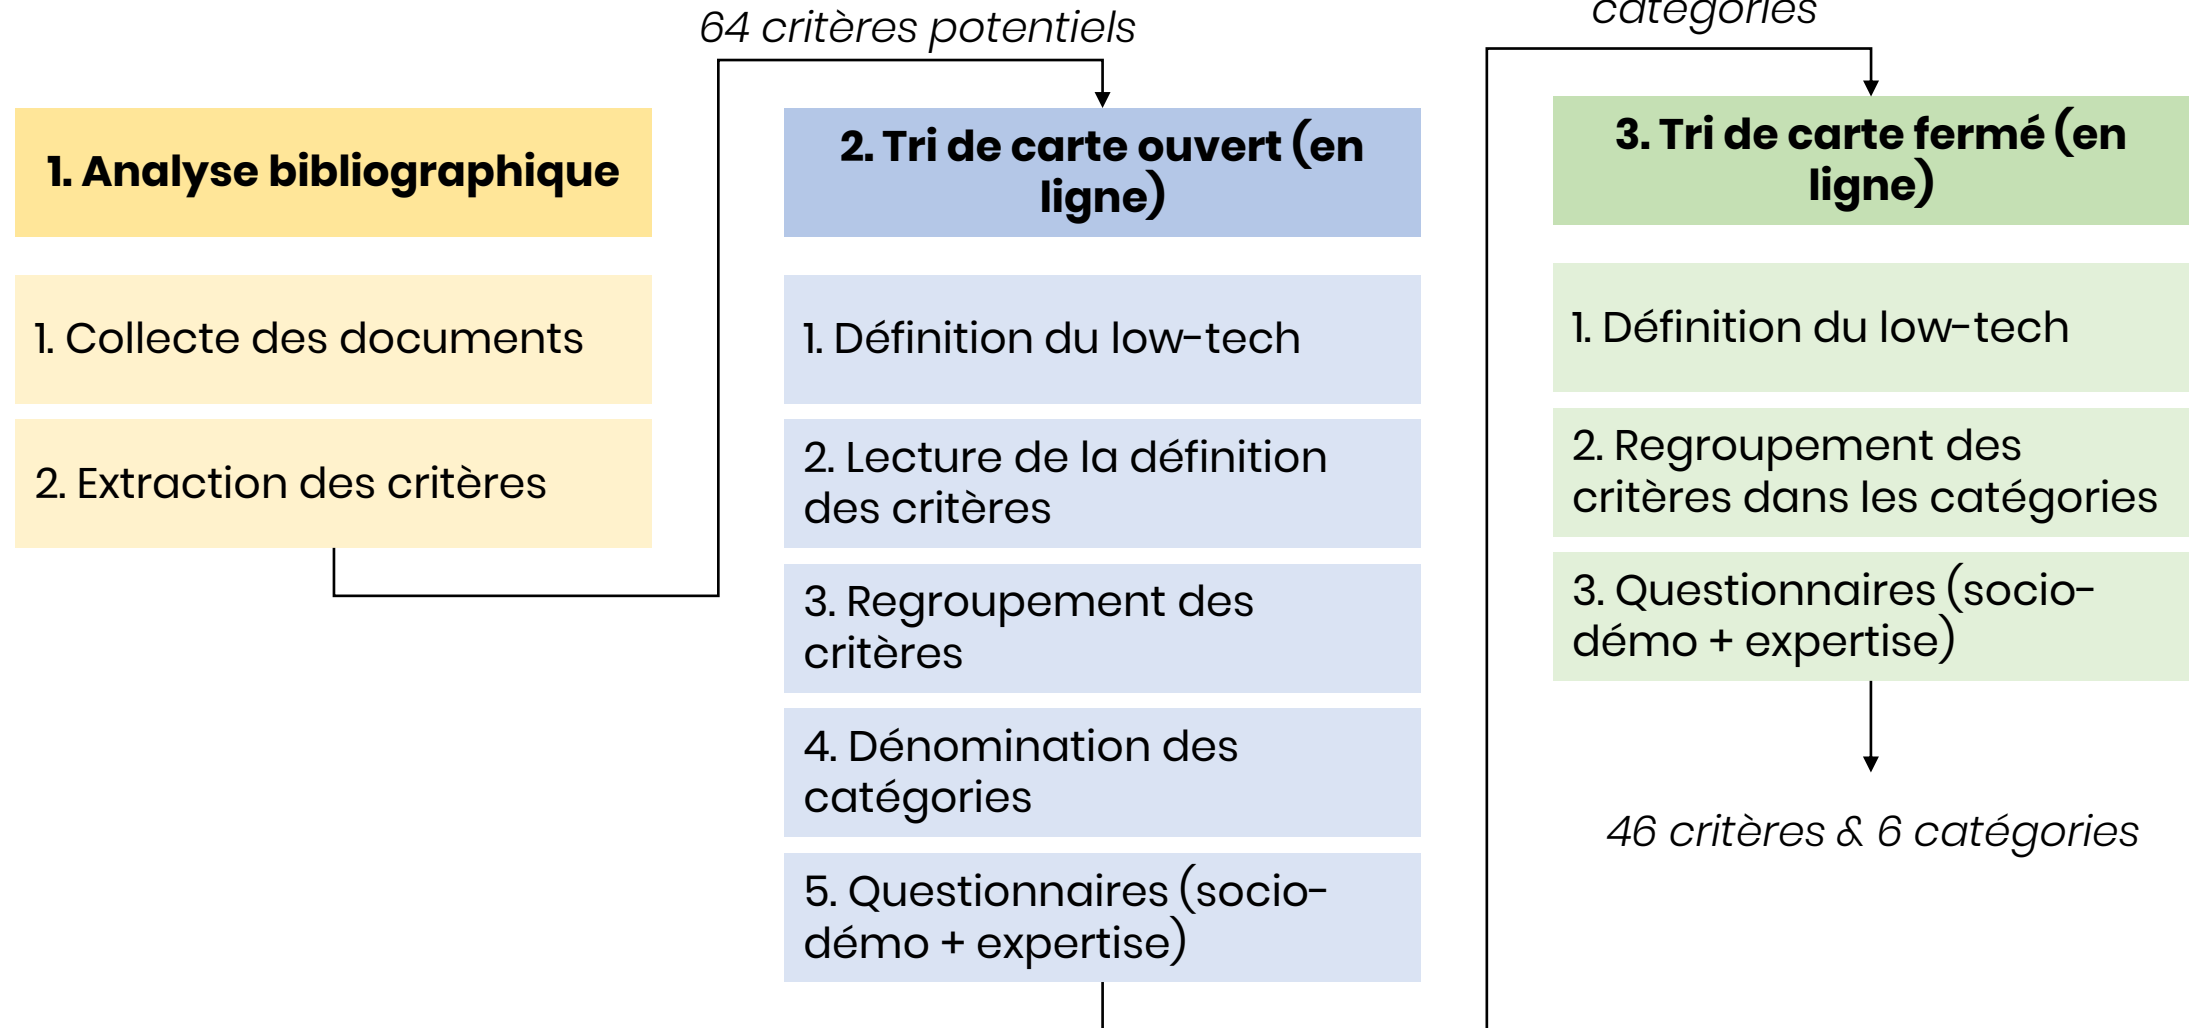 64 critères potentiels
catégories
1. Analyse bibliographique
1. Collecte des documents
2. Extraction des critères
2. Tri de carte ouvert (en
ligne)
1. Définition du low-tech
2. Lecture de la définition
des critères
3. Regroupement des
critères
4. Dénomination des
catégories
5. Questionnaires (socio-
démo + expertise)
3. Tri de carte fermé (en
ligne)
1. Définition du low-tech
2. Regroupement des
critères dans les catégories
3. Questionnaires (socio-
démo + expertise)
46 critères & 6 catégories